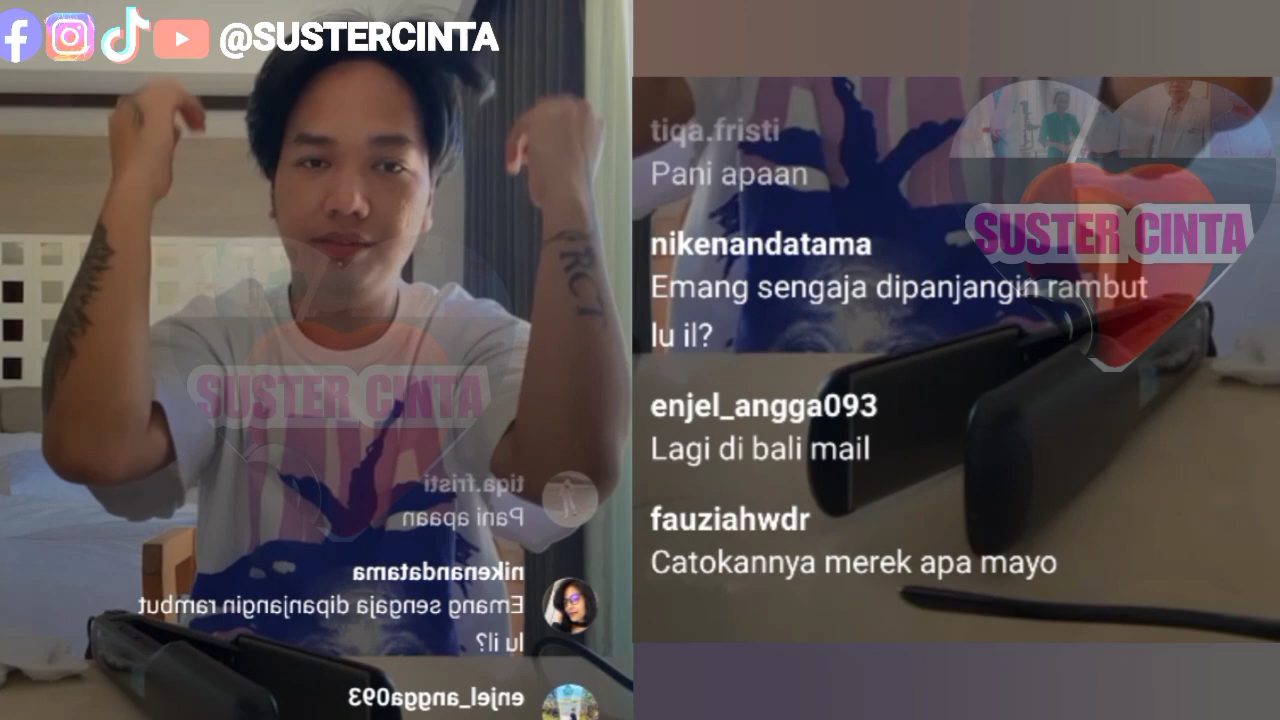 @SUSTERCINTA
SUSTER CINTA
FRCT
tiqa.fristi
Pani apaan
nikenandatama
Emang sengaja dipanjangin rambut
lu il?
enjel_angga093
tiqa.fristi
Pani apaan
nikenandatama
Emang sengaja dipanjangin rambut
lu il?
enjel_angga093
Lagi di bali mail
fauziahwdr
Catokannya merek apa mayo
SUSTER CINTA